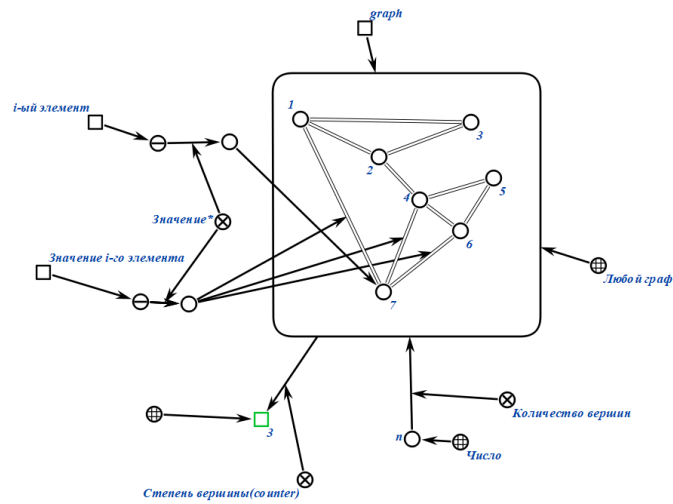 graph
i-ый элемент
1
3
2
5
4
Значение*
6
Значение i-го элемента
Любой граф
7
Количество вершин
3
n
Число
Степень вершины(counter)